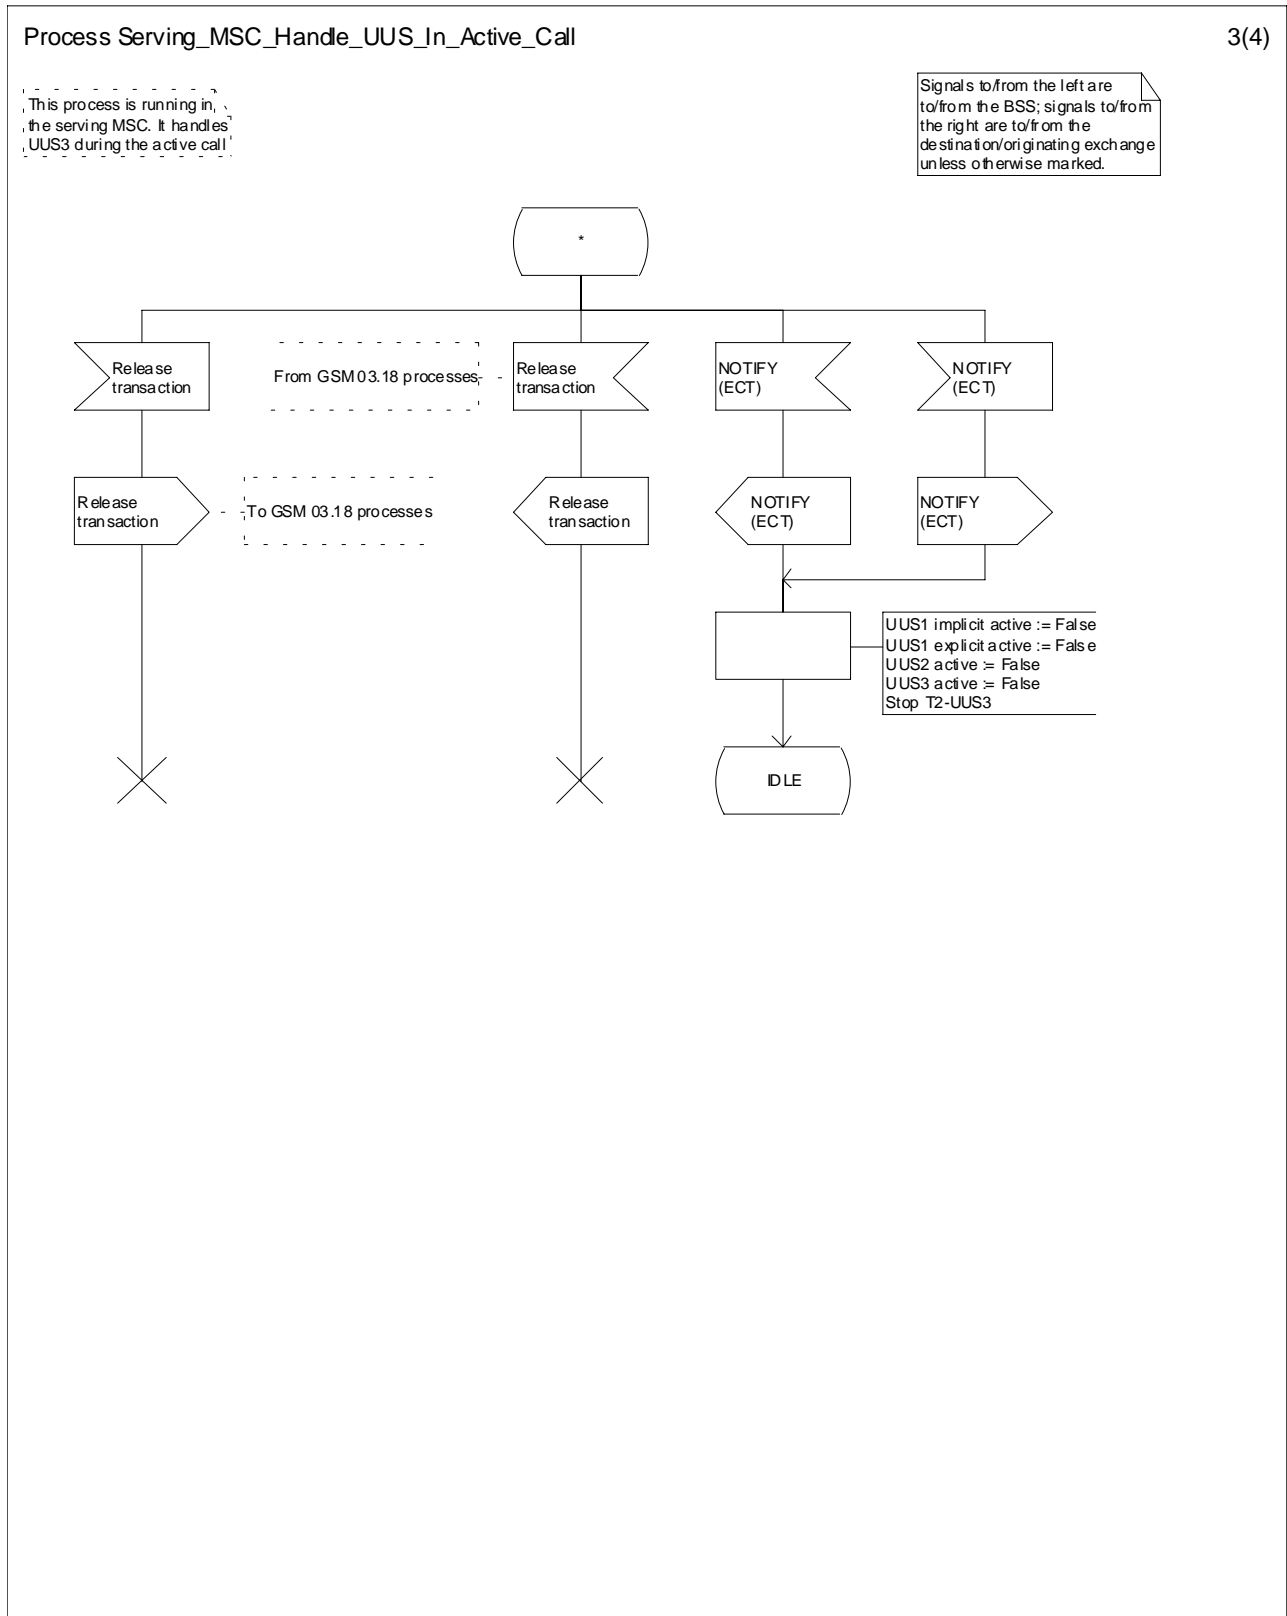 Process Serving_MSC_Handle_UUS_In_Active_Call
3(4)
This process is running in
the serving MSC. It handles
UUS3 during the active call
Signals to/from the left are
to/from the BSS; signals to/from
the right are to/from the
destination/originating exchange
unless otherwise marked.
*
Release
transaction
From GSM 03.18 processes
Release
transaction
NOTIFY
(ECT)
NOTIFY
(ECT)
Release
transaction
To GSM 03.18 processes
Release
transaction
NOTIFY
(ECT)
NOTIFY
(ECT)
UUS1 implicit active := False
UUS1 explicit active := False
UUS2 active := False
UUS3 active := False
Stop T2-UUS3
IDLE